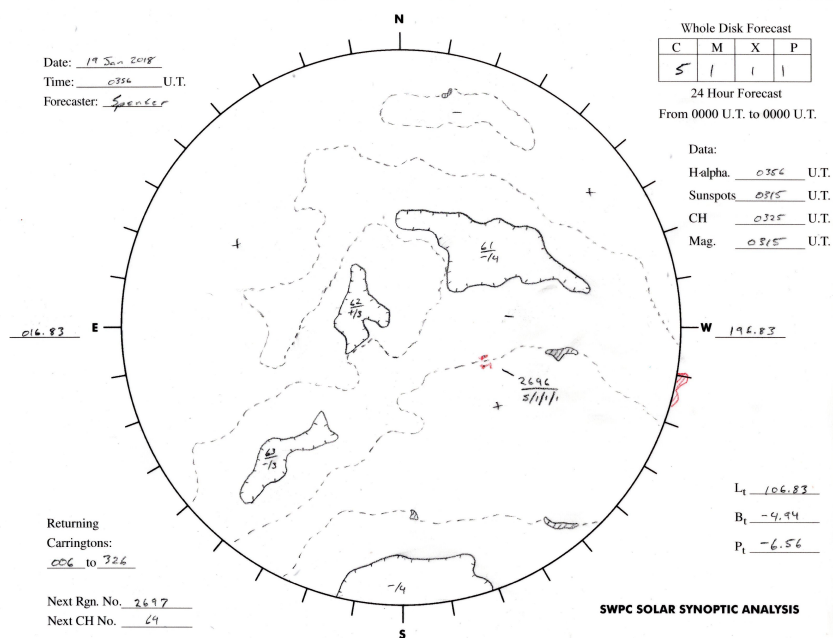 N
Whole Disk Forecast
C M X P
5 1 1 1
24 Hour Forecast
From 0000 U.T. to 0000 U.T.
Date: 19 Jan 2018
Time: 0356 U.T.
Forecaster: Spencer
Data:
H-alpha. 0356 U.T.
Sunspots 0315 U.T.
CH 0325 U.T.
Mag. 0315 U.T.
−
+
+
61
-/4
62
+/3
−
016.83 E
W 196.83
2696
5/1/1/1
+
63
-/3
Lt 106.83
Bt -4.94
Pt -6.56
Returning
Carringtons:
006 to 326
-/4
Next Rgn. No. 2697
Next CH No. 64
SWPC SOLAR SYNOPTIC ANALYSIS
S